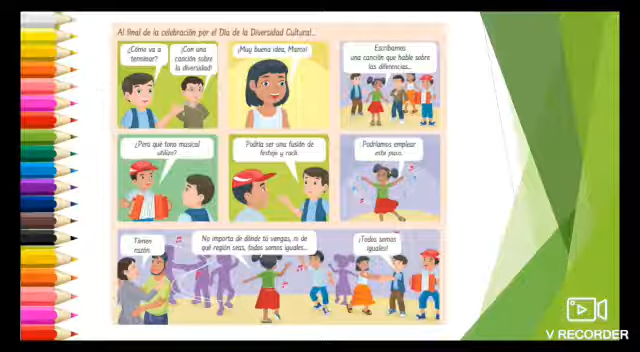 Al final de la celebración por el Día de la Diversidad Cultural...
¿Cómo va a
terminar?
¡Con una
canción sobre
la diversidad!
¡Muy buena idea, Marco!
Escribamos
una canción que hable sobre
las diferencias...
¿Pero qué tono musical
utilizo?
Podría ser una fusión de
festejo y rock.
Podríamos emplear
este paso.
Tienen
razón.
No importa de dónde tú vengas, ni de
qué región seas, todos somos iguales...
¡Todos somos
iguales!
V RECORDER